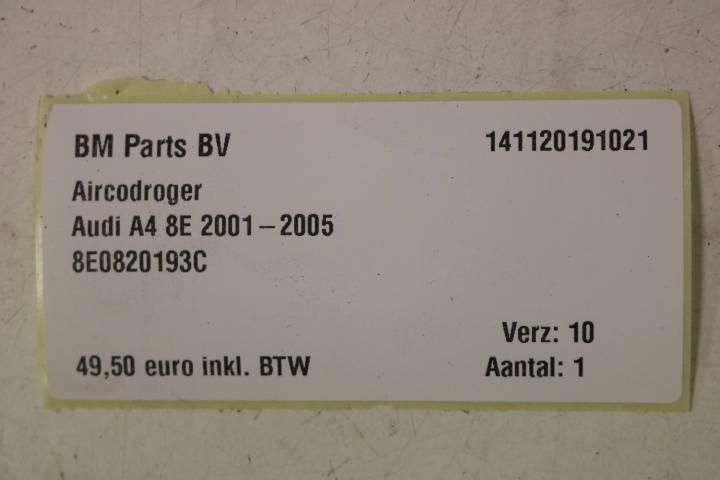 BM Parts BV 141120191021
Aircodroger
Audi A4 8E 2001–2005
8E0820193C
Verz: 10
49,50 euro inkl. BTW Aantal: 1